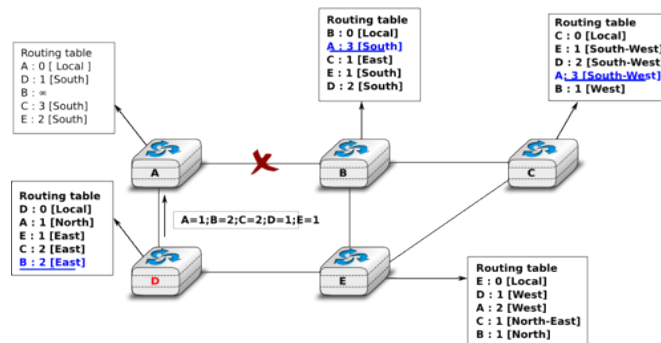 Routing table
A : 0 [ Local ]
D : 1 [South]
B : ∞
C : 3 [South]
E : 2 [South]
Routing table
B : 0 [Local]
A : 3 [South]
C : 1 [East]
E : 1 [South]
D : 2 [South]
Routing table
C : 0 [Local]
E : 1 [South-West]
D : 2 [South-West]
A: 3 [South-West]
B : 1 [West]
A
B
C
Routing table
D : 0 [Local]
A : 1 [North]
E : 1 [East]
C : 2 [East]
B : 2 [East]
A=1;B=2;C=2;D=1;E=1
D
E
Routing table
E : 0 [Local]
D : 1 [West]
A : 2 [West]
C : 1 [North-East]
B : 1 [North]